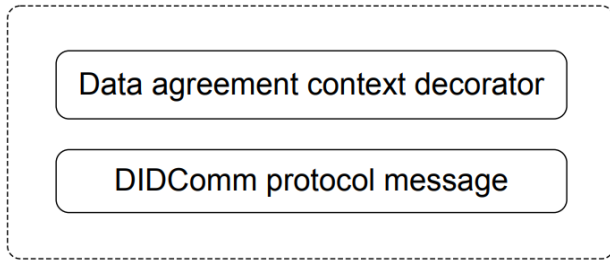 Data agreement context decorator
DIDComm protocol message